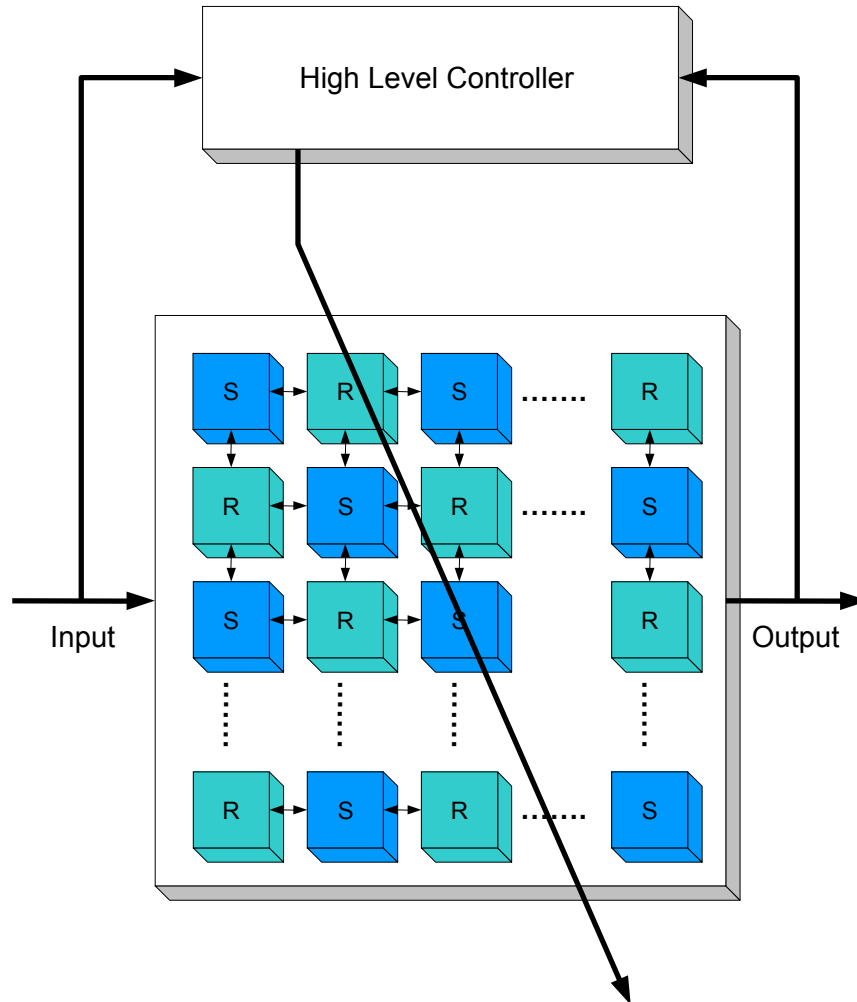 High Level Controller
S R S ....... R
R S R ....... S
S R S R
Input
Output
R S R ....... S